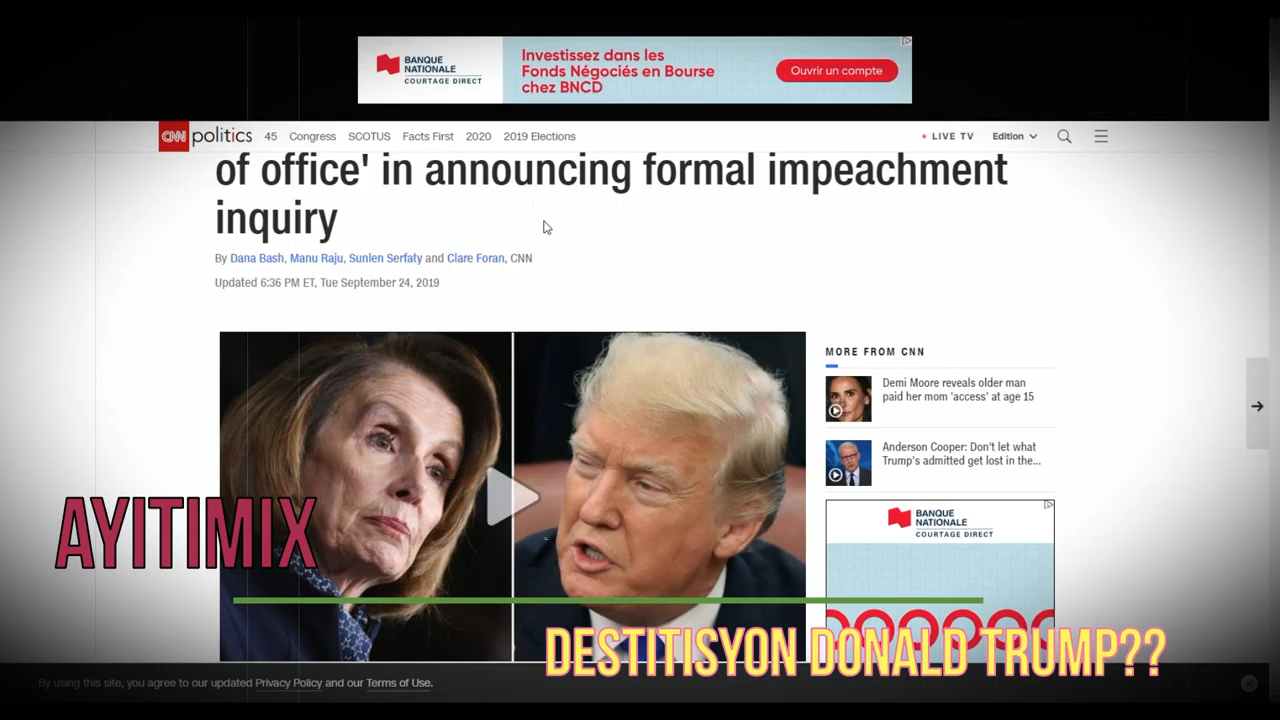 BANQUE
NATIONALE
COURTAGE DIRECT
Investissez dans les
Fonds Négociés en Bourse
chez BNCD
Ouvrir un compte
CNN politics 45 Congress SCOTUS Facts First 2020 2019 Elections
• LIVE TV Edition
of office' in announcing formal impeachment
inquiry
By Dana Bash, Manu Raju, Sunlen Serfaty and Clare Foran, CNN
Updated 6:36 PM ET, Tue September 24, 2019
MORE FROM CNN
Demi Moore reveals older man
paid her mom 'access' at age 15
Anderson Cooper: Don't let what
Trump's admitted get lost in the...
BANQUE
NATIONALE
COURTAGE DIRECT
AYITIMIX
DESTITISYON DONALD TRUMP??
By using this site, you agree to our updated Privacy Policy and our Terms of Use.